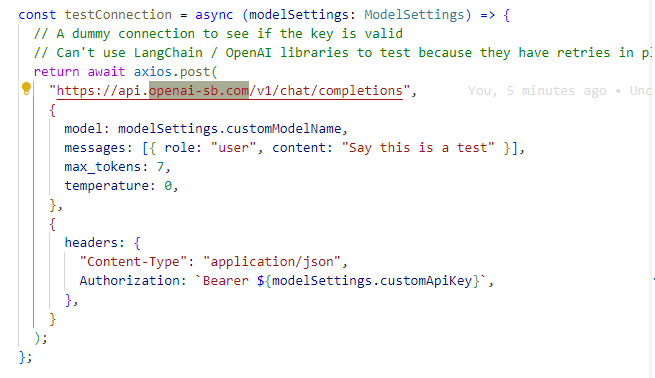 const testConnection = async (modelSettings: ModelSettings) => {
// A dummy connection to see if the key is valid
// Can't use LangChain / OpenAI libraries to test because they have retries in
return await axios.post(
"https://api.openai-sb.com/v1/chat/completions", You, 5 minutes ago •
{
model: modelSettings.customModelName,
messages: [{ role: "user", content: "Say this is a test" }],
max_tokens: 7,
temperature: 0,
},
{
headers: {
"Content-Type": "application/json",
Authorization: `Bearer ${modelSettings.customApiKey}`,
},
}
);
};